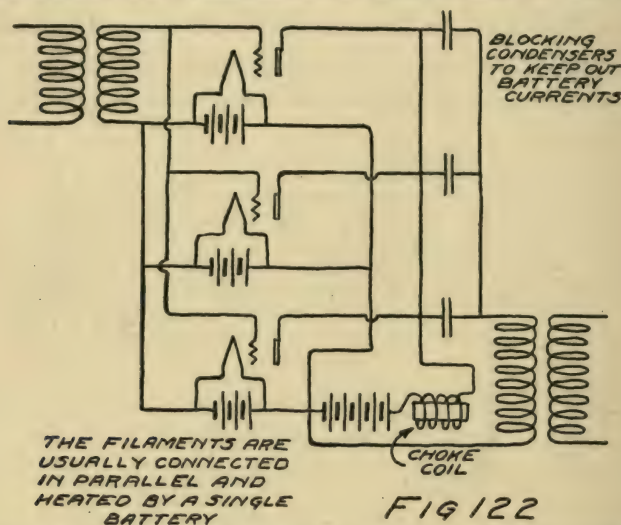 BLOCKING
CONDENSERS
TO KEEP OUT
BATTERY
CURRENTS
THE FILAMENTS ARE
USUALLY CONNECTED
IN PARALLEL AND
HEATED BY A SINGLE
BATTERY
CHOKE
COIL
FIG 122